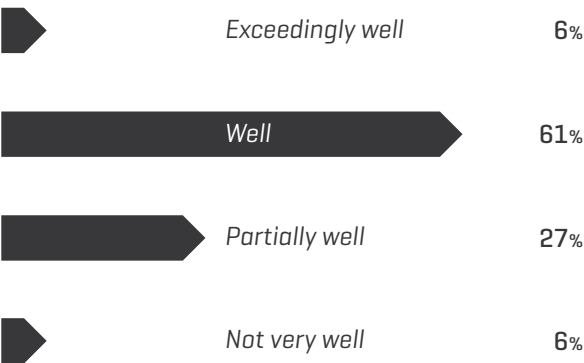 Exceedingly well 6%
Well 61%
Partially well 27%
Not very well 6%